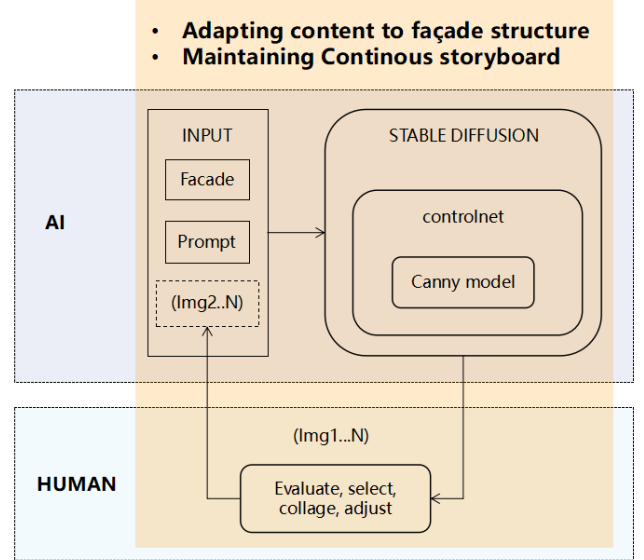 • Adapting content to façade structure
• Maintaining Continous storyboard
INPUT
STABLE DIFFUSION
Facade
controlnet
AI
Prompt
Canny model
(Img2..N)
(Img1...N)
HUMAN
Evaluate, select,
collage, adjust